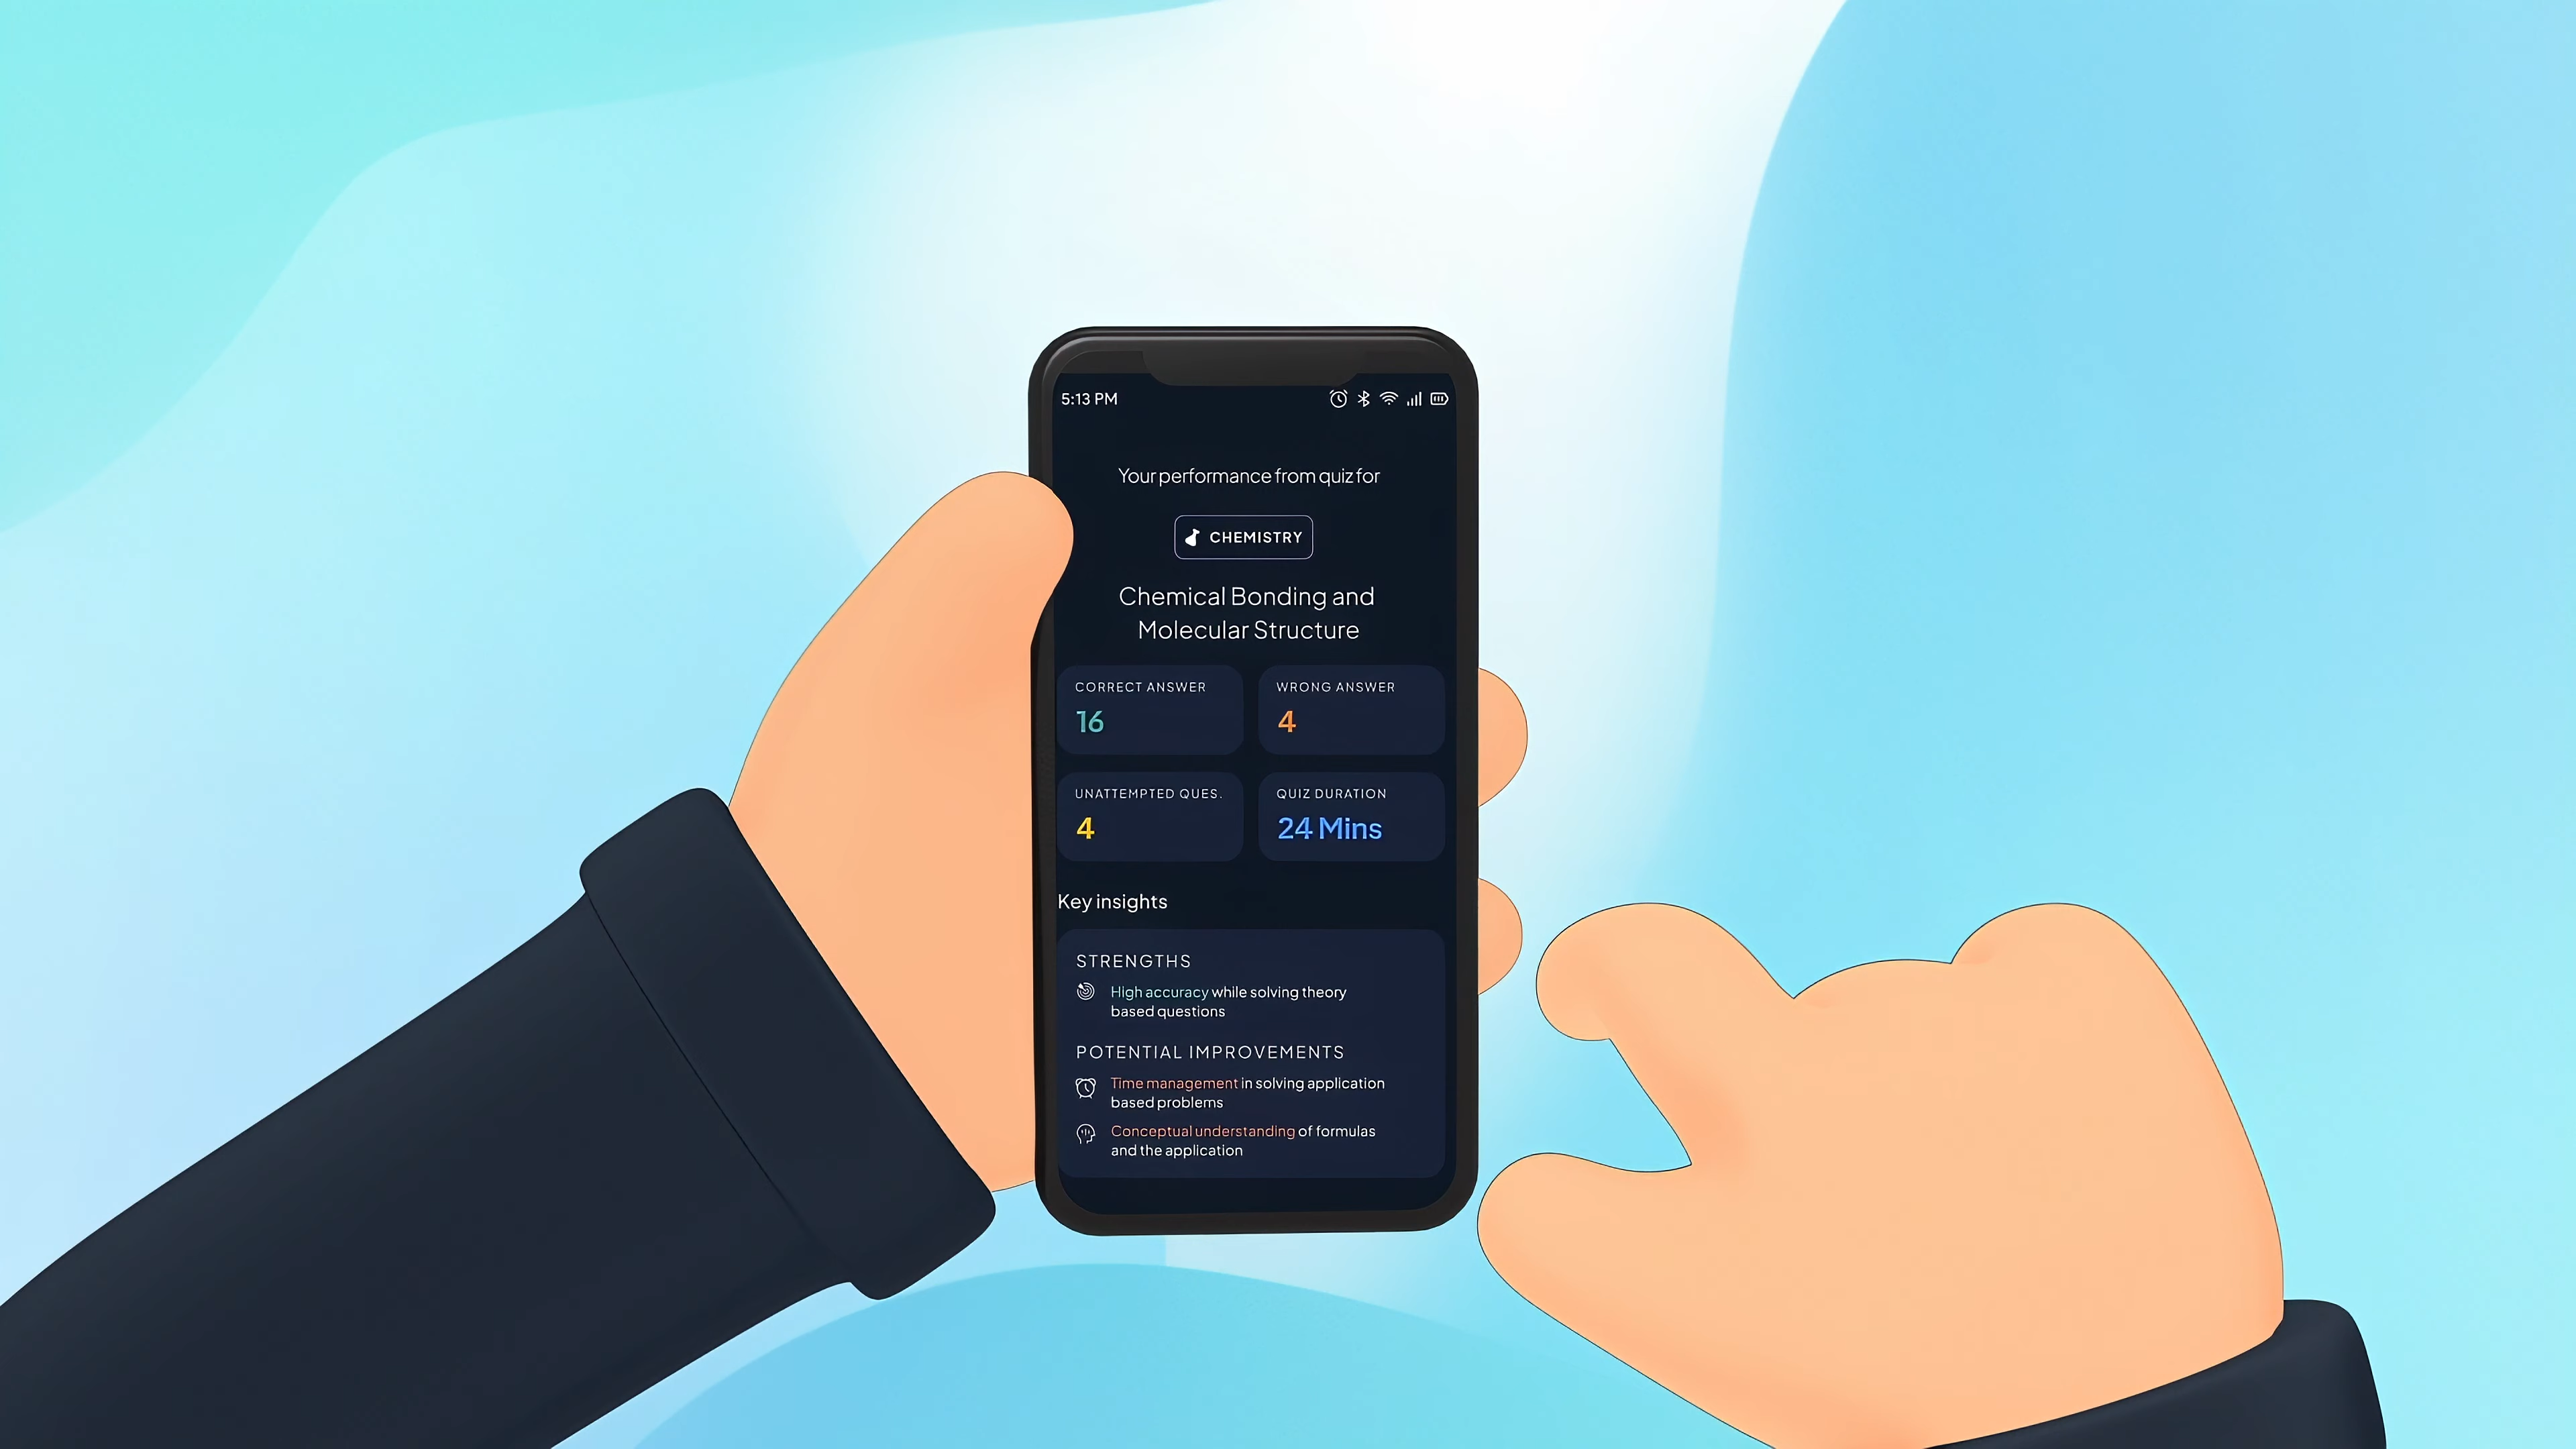 5:13 PM
Your performance from quiz for
CHEMISTRY
Chemical Bonding and
Molecular Structure
CORRECT ANSWER
16
WRONG ANSWER
4
UNATTEMPTED QUES.
4
QUIZ DURATION
24 Mins
Key insights
STRENGTHS
High accuracy while solving theory
based questions
POTENTIAL IMPROVEMENTS
Time management in solving application
based problems
Conceptual understanding of formulas
and the application